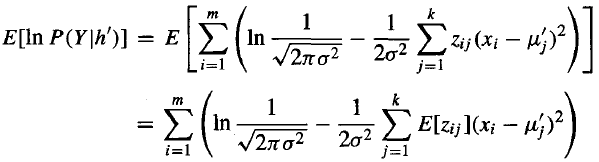 E[ln P(Y|h′)] = E [ ∑_{i=1}^{m} ( ln 1/√(2πσ²) − 1/(2σ²) ∑_{j=1}^{k} z_{ij}(x_i − μ′_j)² ) ]
= ∑_{i=1}^{m} ( ln 1/√(2πσ²) − 1/(2σ²) ∑_{j=1}^{k} E[z_{ij}](x_i − μ′_j)² )